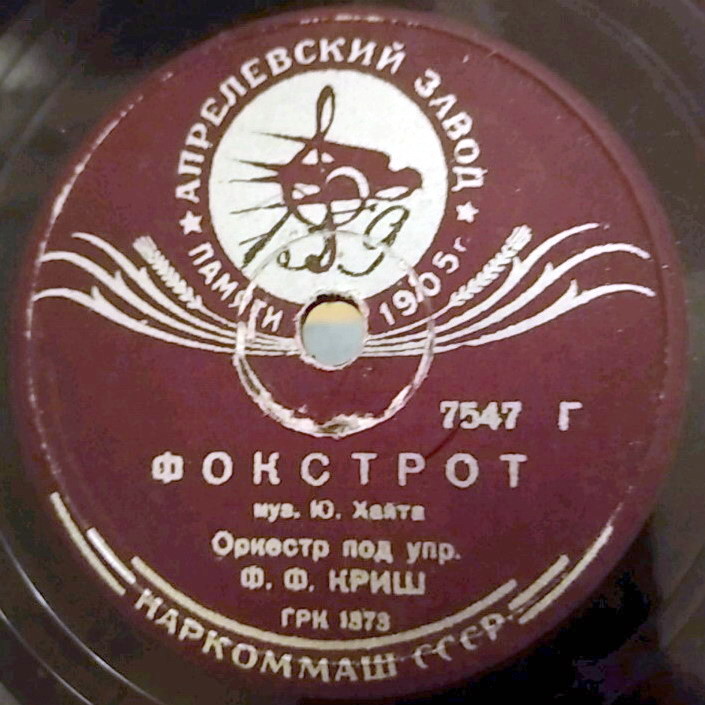 АПРЕЛЕВСКИЙ ЗАВОД
ПАМЯТИ 1905 г
7547 Г
ФОКСТРОТ
муз. Ю. Хайта
Оркестр под упр.
Ф. Ф. КРИШ
ГРК 1373
НАРКОММАШ СССР